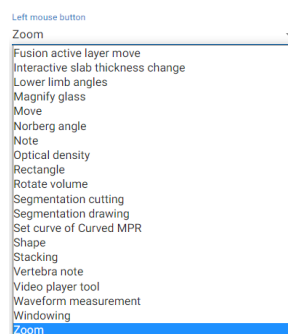 Left mouse button
Zoom
Fusion active layer move
Interactive slab thickness change
Lower limb angles
Magnify glass
Move
Norberg angle
Note
Optical density
Rectangle
Rotate volume
Segmentation cutting
Segmentation drawing
Set curve of Curved MPR
Shape
Stacking
Vertebra note
Video player tool
Waveform measurement
Windowing
Zoom